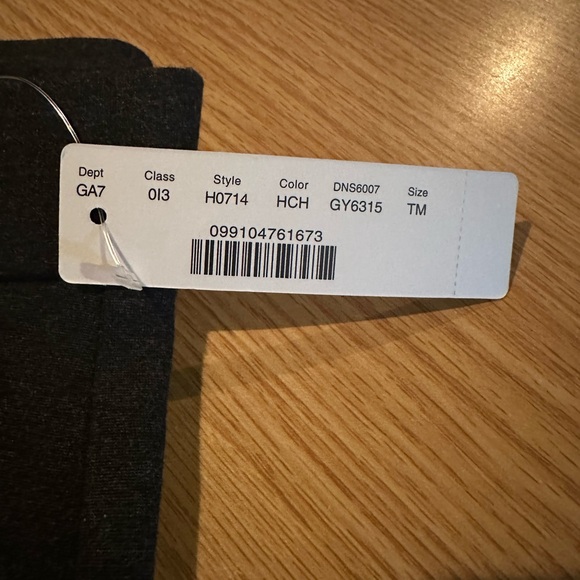 Dept Class Style Color DNS6007 Size
GA7 0I3 H0714 HCH GY6315 TM
099104761673